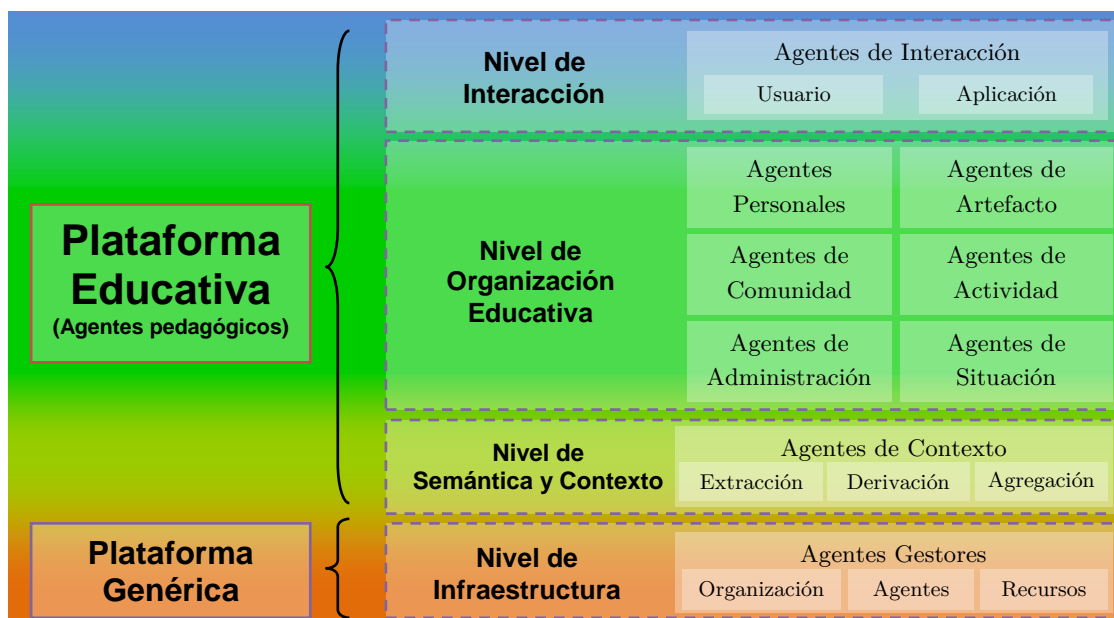 Plataforma
Educativa
(Agentes pedagógicos)
Nivel de
Interacción
Agentes de Interacción
Usuario
Aplicación
Nivel de
Organización
Educativa
Agentes
Personales
Agentes de
Artefacto
Agentes de
Comunidad
Agentes de
Actividad
Agentes de
Administración
Agentes de
Situación
Nivel de
Semántica y Contexto
Agentes de Contexto
Extracción
Derivación
Agregación
Plataforma
Genérica
Nivel de
Infraestructura
Agentes Gestores
Organización
Agentes
Recursos